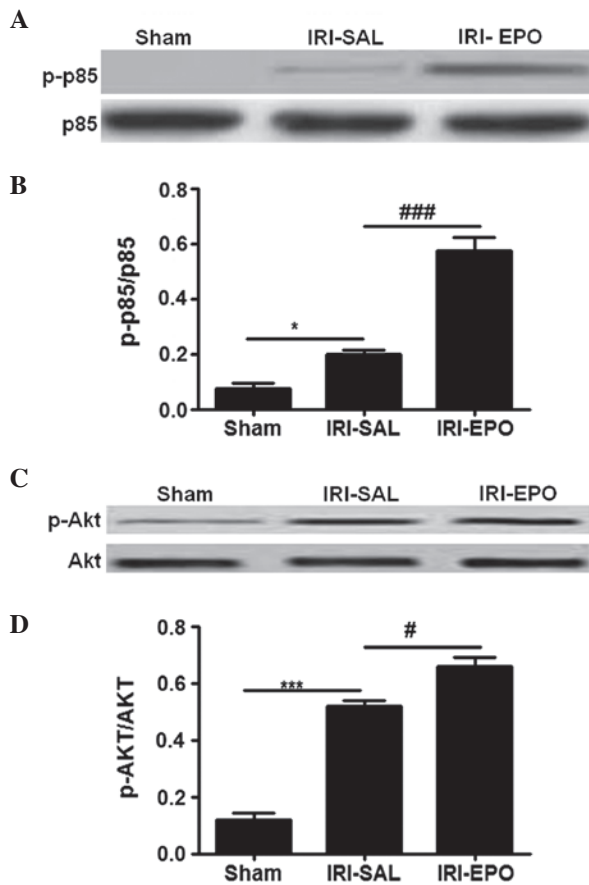 A
Sham IRI-SAL IRI- EPO
p-p85
p85
B
p-p85/p85
0.8
0.6
0.4
0.2
0.0
*
###
Sham IRI-SAL IRI-EPO
C
Sham IRI-SAL IRI-EPO
p-Akt
Akt
D
p-AKT/AKT
0.8
0.6
0.4
0.2
0.0
***
#
Sham IRI-SAL IRI-EPO